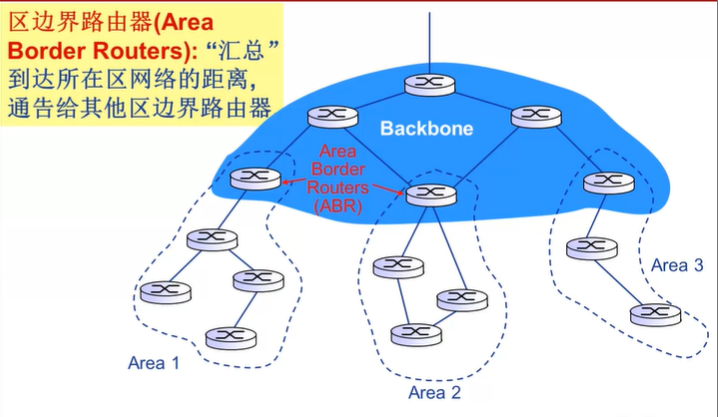 区边界路由器(Area
Border Routers): “汇总”
到达所在区网络的距离,
通告给其他区边界路由器
Backbone
Area
Border
Routers
(ABR)
Area 3
Area 1
Area 2